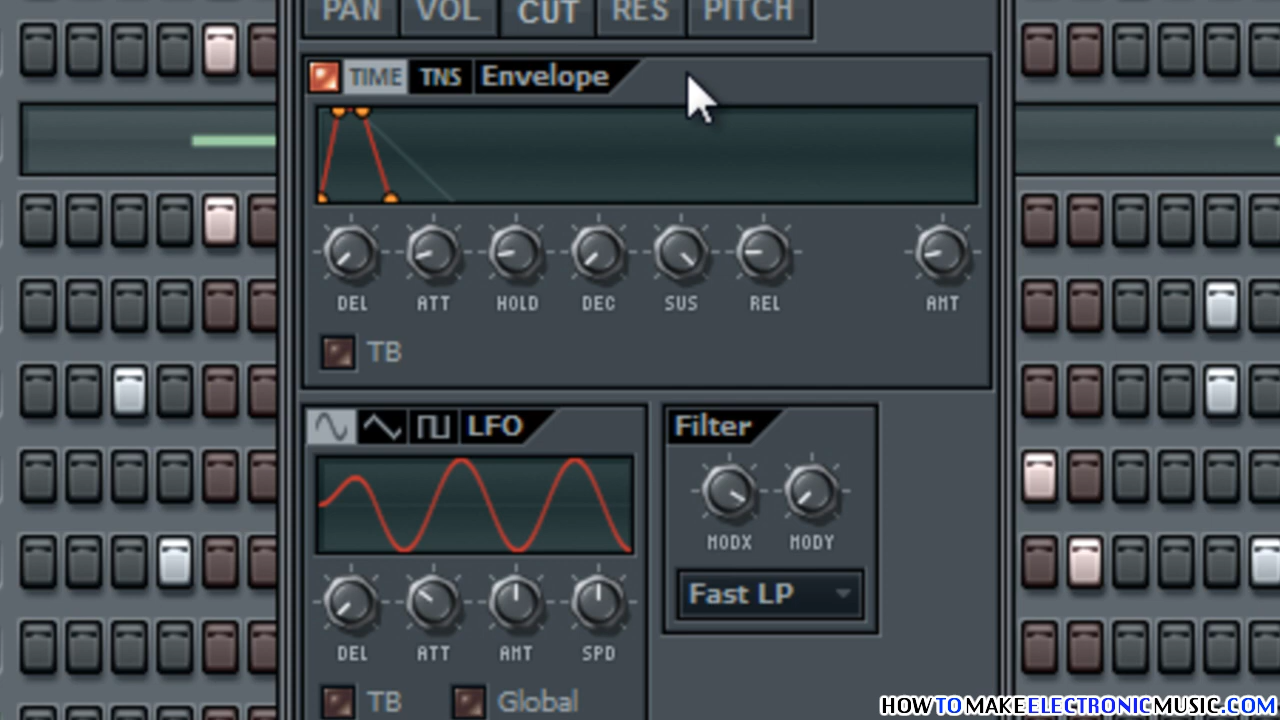 PAN VOL CUT RES PITCH
TIME TNS Envelope
DEL ATT HOLD DEC SUS REL AMT
TB
LFO Filter
MODX MODY
Fast LP
DEL ATT AMT SPD
TB Global
HOWTOMAKEELECTRONICMUSIC.COM